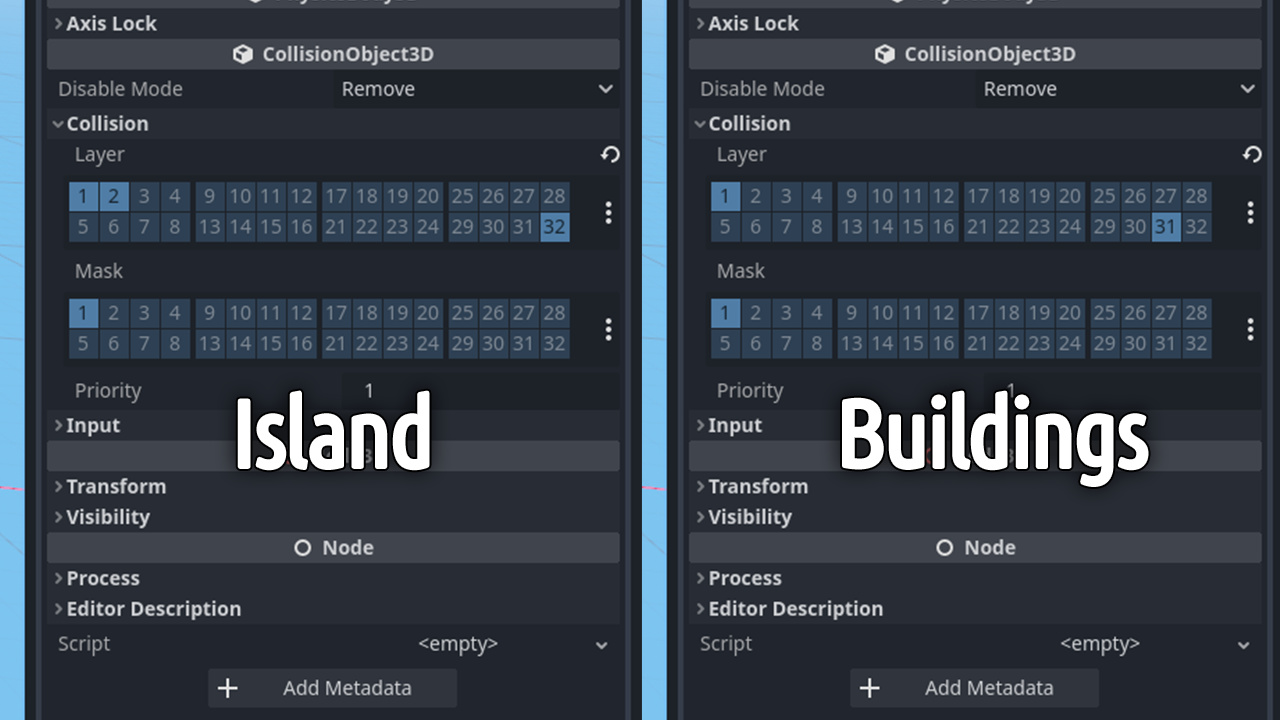 Axis Lock
CollisionObject3D
Disable Mode Remove
Collision
Layer
1 2 3 4 9 10 11 12 17 18 19 20 25 26 27 28
5 6 7 8 13 14 15 16 21 22 23 24 29 30 31 32
Mask
1 2 3 4 9 10 11 12 17 18 19 20 25 26 27 28
5 6 7 8 13 14 15 16 21 22 23 24 29 30 31 32
Priority 1
Island
Input
Transform
Visibility
Node
Process
Editor Description
Script <empty>
Add Metadata
Axis Lock
CollisionObject3D
Disable Mode Remove
Collision
Layer
1 2 3 4 9 10 11 12 17 18 19 20 25 26 27 28
5 6 7 8 13 14 15 16 21 22 23 24 29 30 31 32
Mask
1 2 3 4 9 10 11 12 17 18 19 20 25 26 27 28
5 6 7 8 13 14 15 16 21 22 23 24 29 30 31 32
Priority 1
Buildings
Input
Transform
Visibility
Node
Process
Editor Description
Script <empty>
Add Metadata